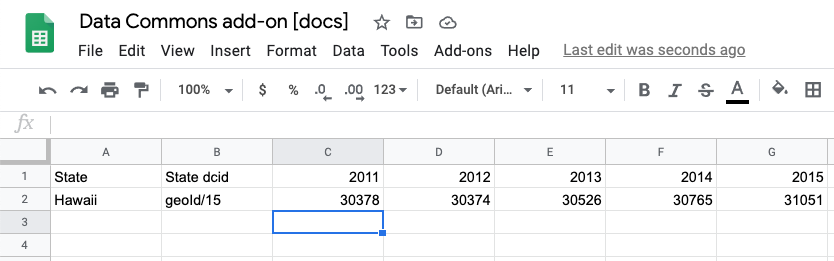 Data Commons add-on [docs]
File Edit View Insert Format Data Tools Add-ons Help Last edit was seconds ago
100% $ % .0 .00 123 Default (Ari... 11 B I S A
fx
A B C D E F G
1 State State dcid 2011 2012 2013 2014 2015
2 Hawaii geoId/15 30378 30374 30526 30765 31051
3
4